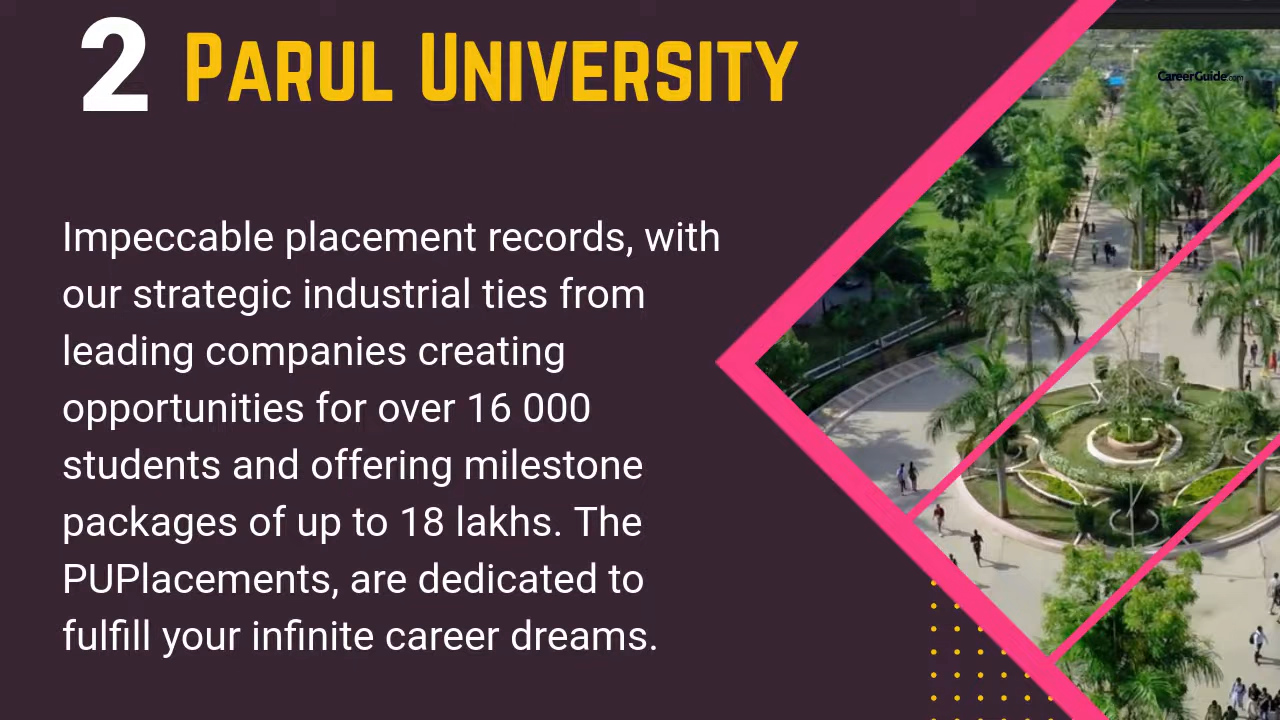 2 PARUL UNIVERSITY
CareerGuide.com
Impeccable placement records, with
our strategic industrial ties from
leading companies creating
opportunities for over 16 000
students and offering milestone
packages of up to 18 lakhs. The
PUPlacements, are dedicated to
fulfill your infinite career dreams.